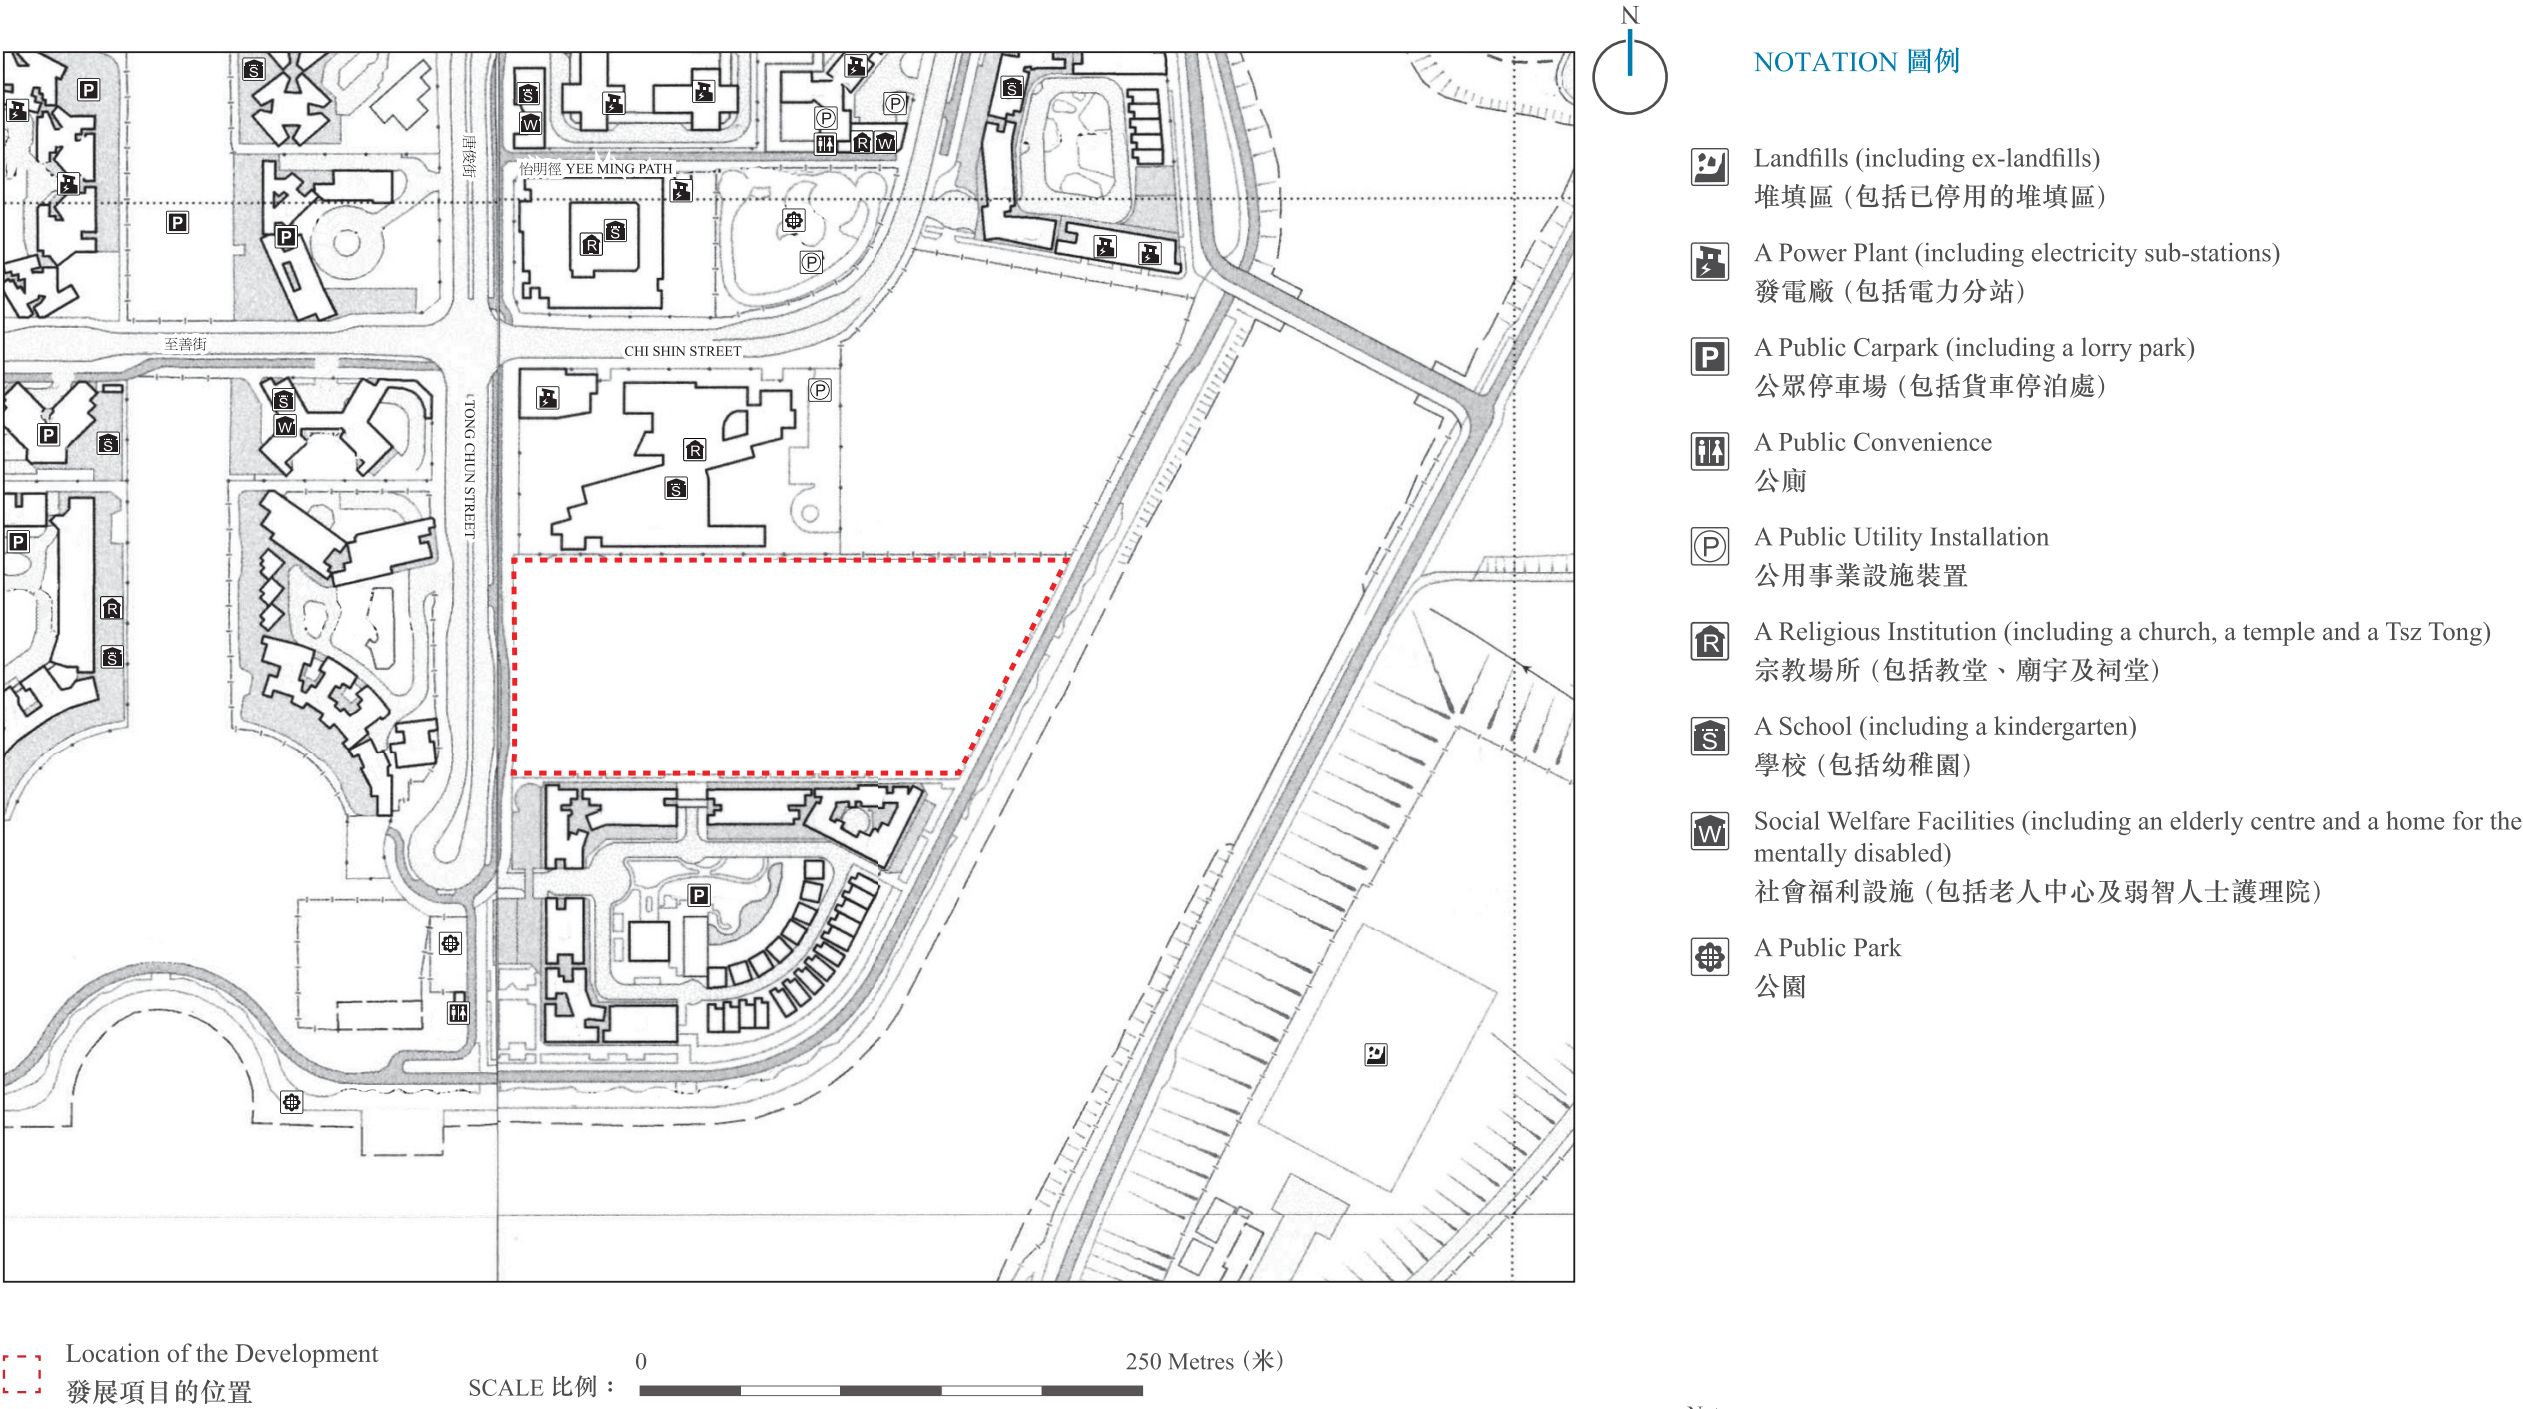 N
NOTATION 圖例
Landfills (including ex-landfills)
堆填區（包括已停用的堆填區）
A Power Plant (including electricity sub-stations)
發電廠（包括電力分站）
A Public Carpark (including a lorry park)
公眾停車場（包括貨車停泊處）
A Public Convenience
公廁
A Public Utility Installation
公用事業設施裝置
A Religious Institution (including a church, a temple and a Tsz Tong)
宗教場所（包括教堂、廟宇及祠堂）
A School (including a kindergarten)
學校（包括幼稚園）
Social Welfare Facilities (including an elderly centre and a home for the
mentally disabled)
社會福利設施（包括老人中心及弱智人士護理院）
A Public Park
公園
唐俊街
怡明徑 YEE MING PATH
至善街
CHI SHIN STREET
TONG CHUN STREET
Location of the Development
發展項目的位置
SCALE 比例：
0
250 Metres（米）